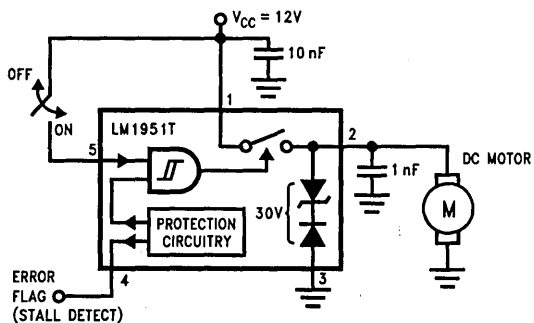 V_CC = 12V
10 nF
OFF
ON
1
LM1951T
2
5
1 nF
DC MOTOR
M
30V
PROTECTION
CIRCUITRY
4
3
ERROR
FLAG
(STALL DETECT)